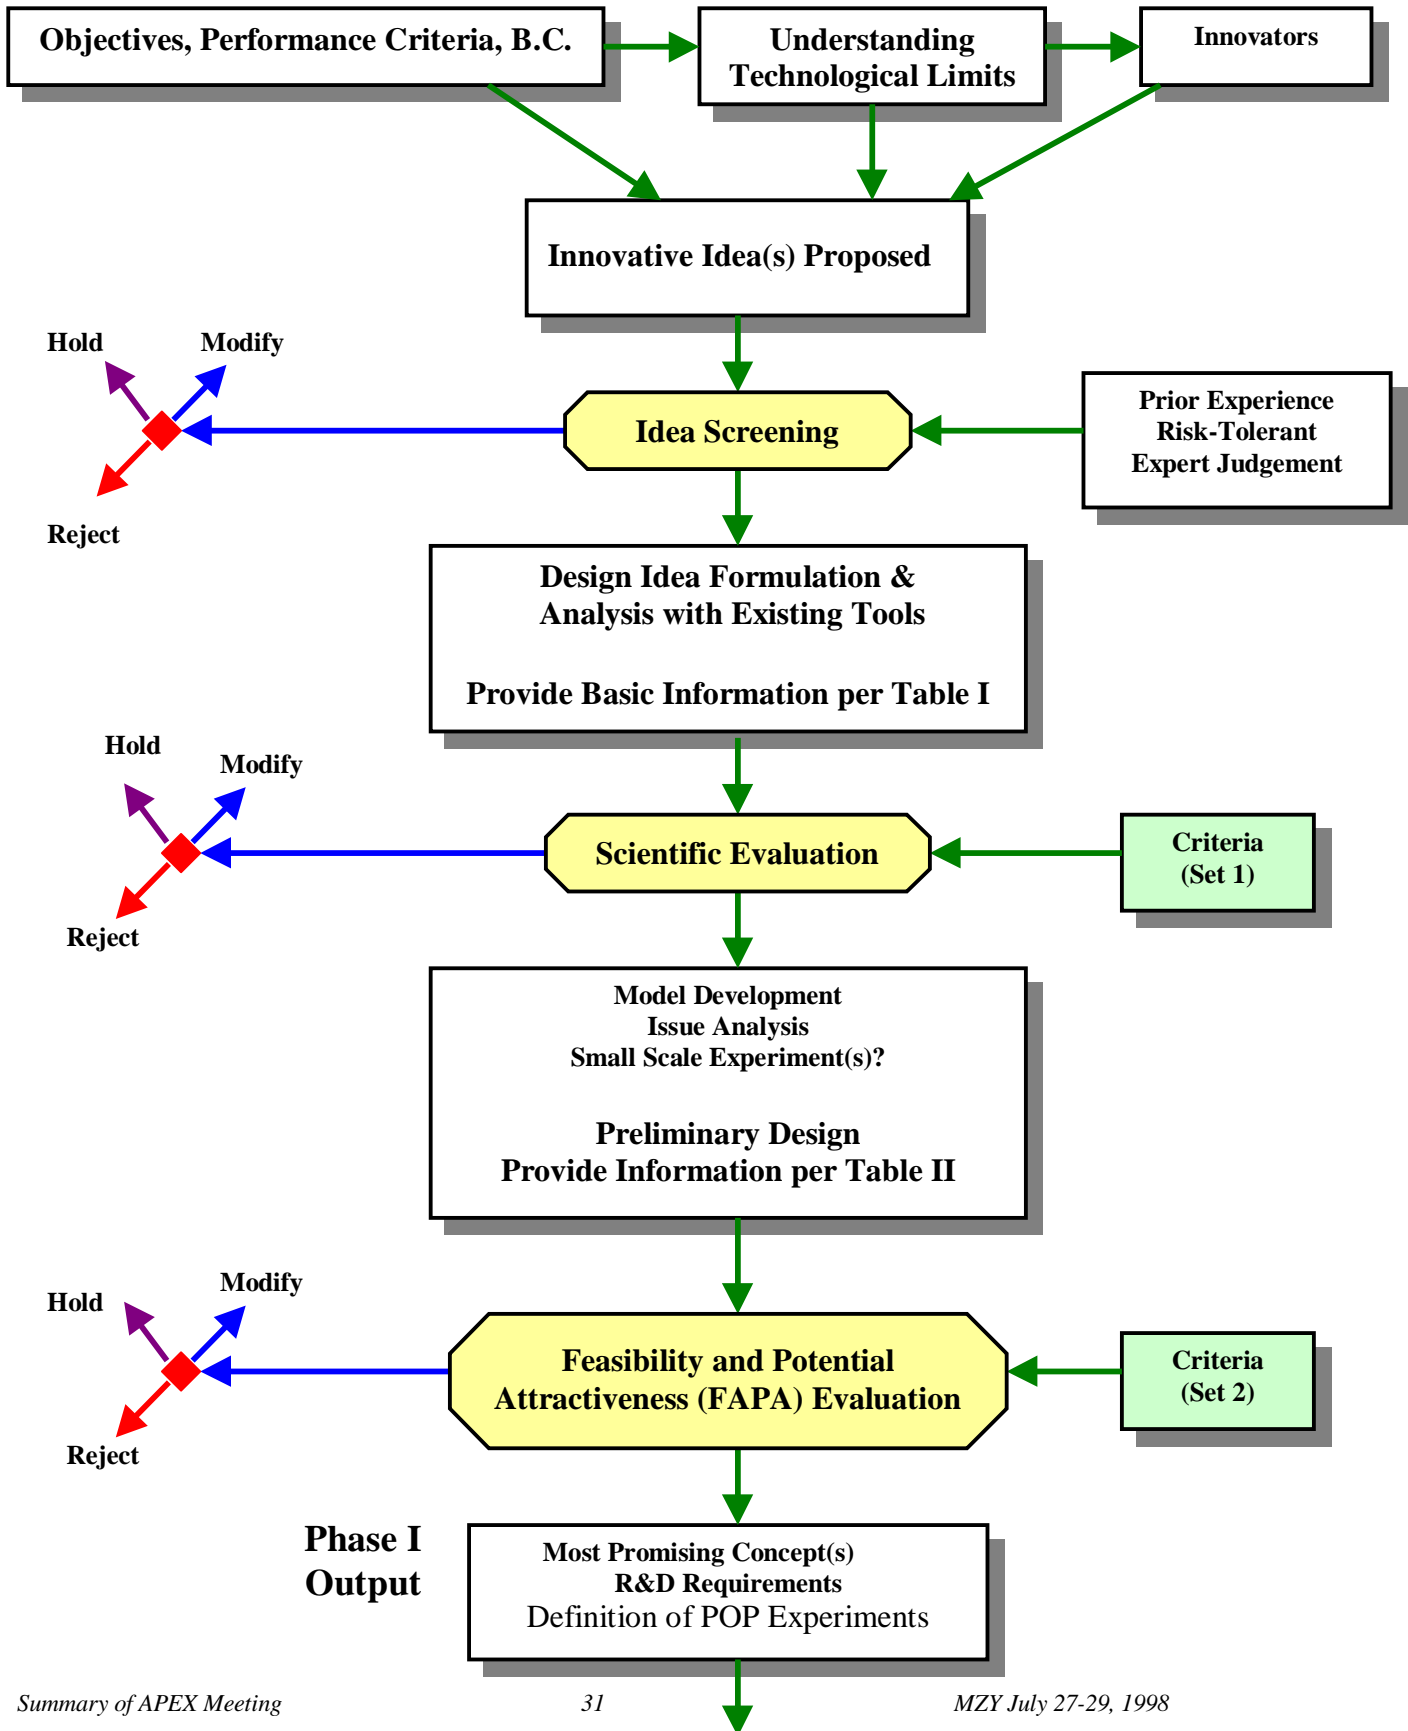 Objectives, Performance Criteria, B.C.
Understanding
Technological Limits
Innovators
Innovative Idea(s) Proposed
Hold
Modify
Reject
Idea Screening
Prior Experience
Risk-Tolerant
Expert Judgement
Design Idea Formulation &
Analysis with Existing Tools
Provide Basic Information per Table I
Hold
Modify
Reject
Scientific Evaluation
Criteria
(Set 1)
Model Development
Issue Analysis
Small Scale Experiment(s)?
Preliminary Design
Provide Information per Table II
Hold
Modify
Reject
Feasibility and Potential
Attractiveness (FAPA) Evaluation
Criteria
(Set 2)
Phase I
Output
Most Promising Concept(s)
R&D Requirements
Definition of POP Experiments
Summary of APEX Meeting 31 MZY July 27-29, 1998